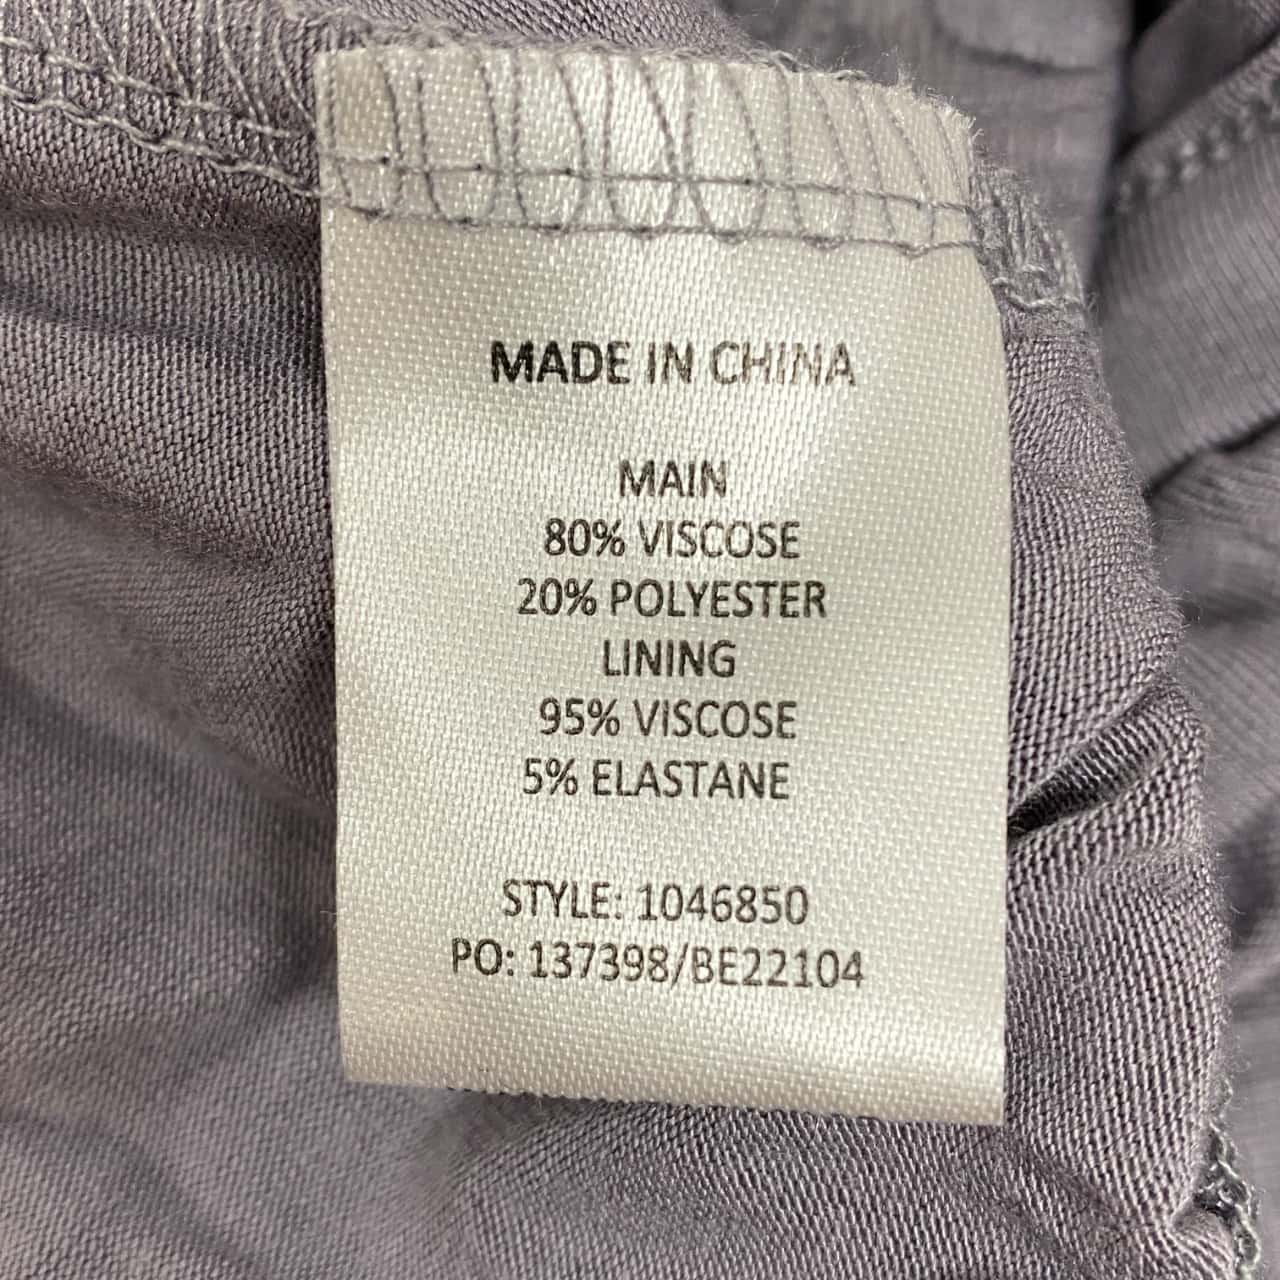 MADE IN CHINA
MAIN
80% VISCOSE
20% POLYESTER
LINING
95% VISCOSE
5% ELASTANE
STYLE: 1046850
PO: 137398/BE22104